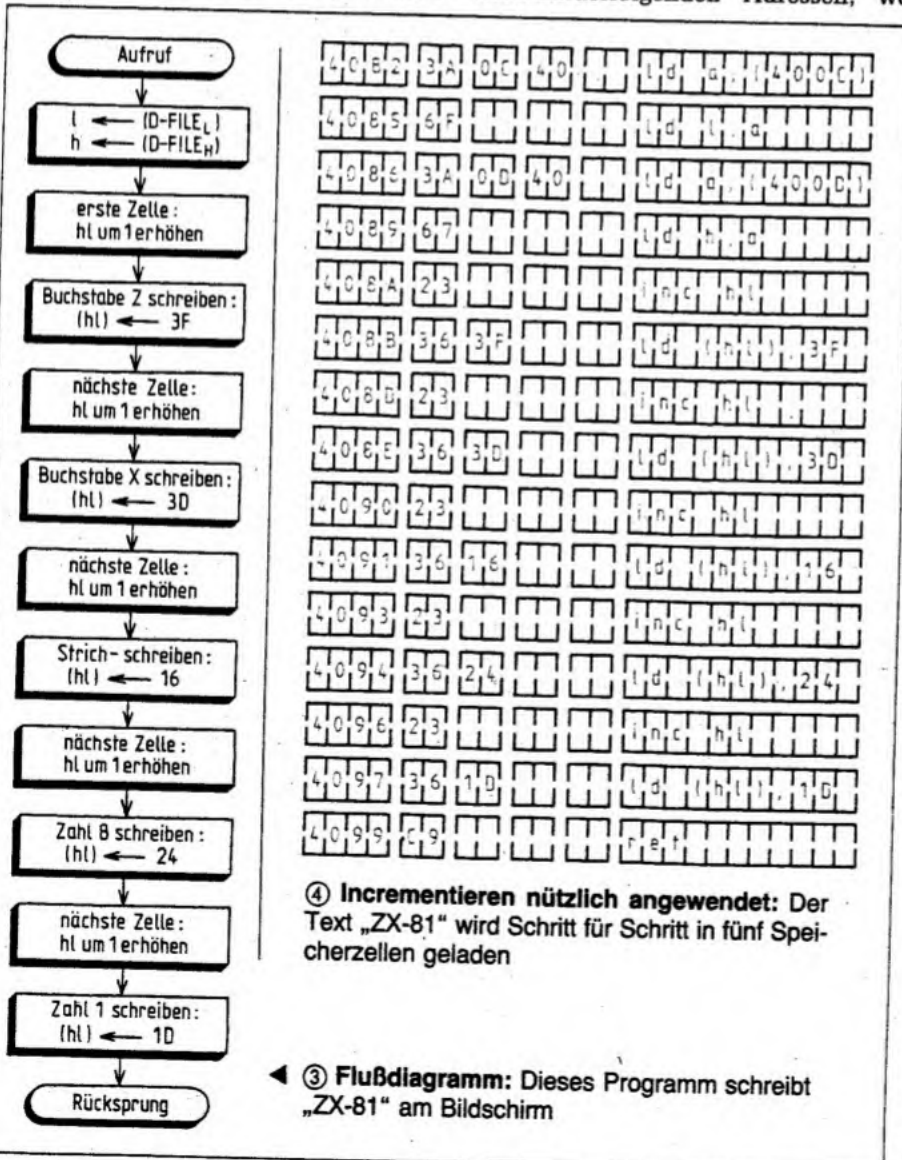 Adressen,
Aufruf
l ← (D-FILE_L)
h ← (D-FILE_H)
erste Zelle:
hl um 1 erhöhen
Buchstabe Z schreiben:
(hl) ← 3F
nächste Zelle:
hl um 1 erhöhen
Buchstabe X schreiben:
(hl) ← 3D
nächste Zelle:
hl um 1 erhöhen
Strich - schreiben:
(hl) ← 16
nächste Zelle:
hl um 1 erhöhen
Zahl 8 schreiben:
(hl) ← 24
nächste Zelle:
hl um 1 erhöhen
Zahl 1 schreiben:
(hl) ← 1D
Rücksprung
4082 3A 0C 40 ld a,(400C)
4085 6F ld l,a
4086 3A 0D 40 ld a,(400D)
4089 67 ld h,a
408A 23 inc hl
408B 36 3F ld (hl),3F
408D 23 inc hl
408E 36 3D ld (hl),3D
4090 23 inc hl
4091 36 16 ld (hl),16
4093 23 inc hl
4094 36 24 ld (hl),24
4096 23 inc hl
4097 36 1D ld (hl),1D
4099 C9 ret
④ Incrementieren nützlich angewendet: Der
Text „ZX-81“ wird Schritt für Schritt in fünf Spei-
cherzellen geladen
◄ ③ Flußdiagramm: Dieses Programm schreibt
„ZX-81“ am Bildschirm